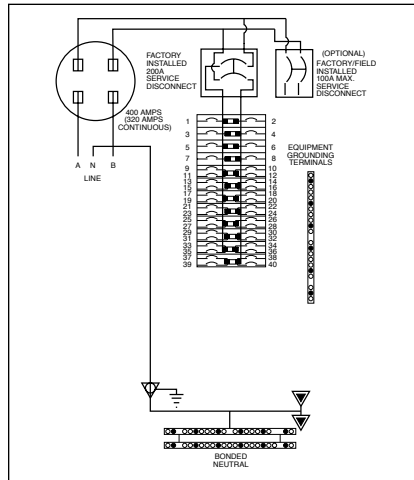 FACTORY
INSTALLED
200A
SERVICE
DISCONNECT
(OPTIONAL)
FACTORY/FIELD
INSTALLED
100A MAX.
SERVICE
DISCONNECT
400 AMPS
(320 AMPS
CONTINUOUS)
A N B
LINE
EQUIPMENT
GROUNDING
TERMINALS
1 2
3 4
5 6
7 8
9 10
11 12
13 14
15 16
17 18
19 20
21 22
23 24
25 26
27 28
29 30
31 32
33 34
35 36
37 38
39 40
BONDED
NEUTRAL